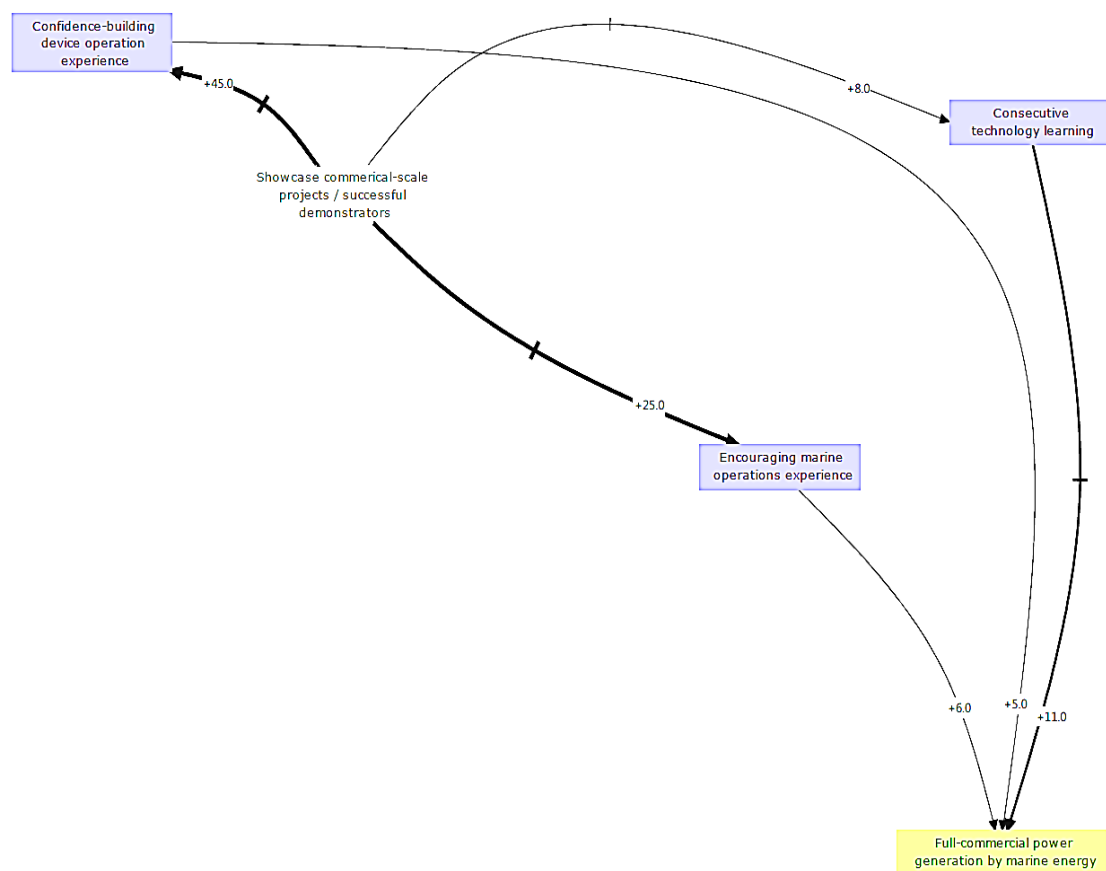 Confidence-building
device operation
experience
+45.0
+8.0
Consecutive
technology learning
Showcase commerical-scale
projects / successful
demonstrators
+25.0
Encouraging marine
operations experience
+6.0
+5.0
+11.0
Full-commercial power
generation by marine energy